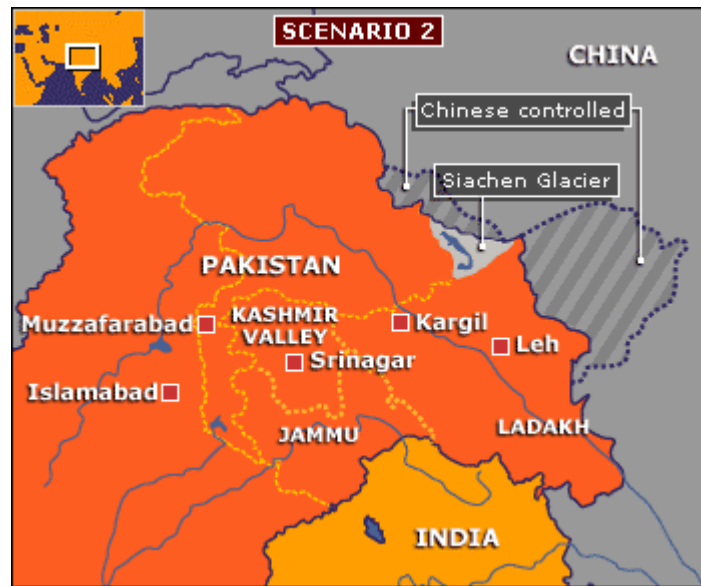 SCENARIO 2
CHINA
Chinese controlled
Siachen Glacier
PAKISTAN
KASHMIR
VALLEY
Muzzafarabad
Kargil
Srinagar
Leh
Islamabad
JAMMU
LADAKH
INDIA